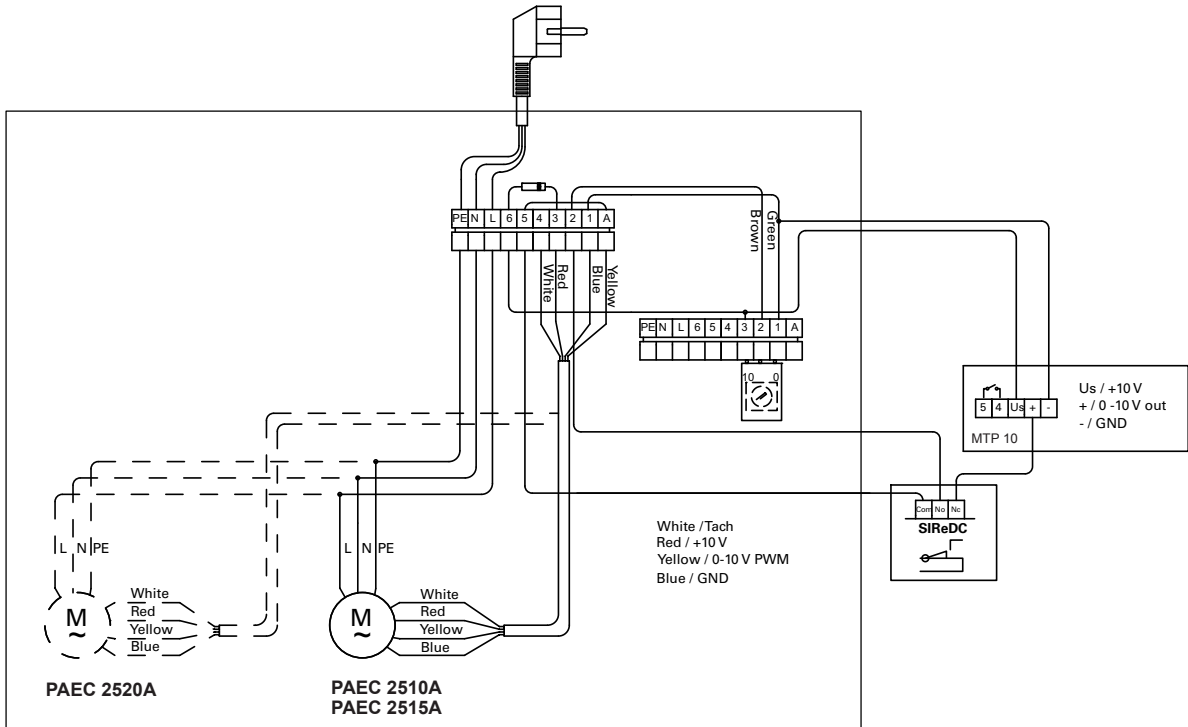 PE N L 6 5 4 3 2 1 A
White
Red
Blue
Yellow
Brown
Green
PE N L 6 5 4 3 2 1 A
10 0
5 4 Us + -
MTP 10
Us / +10 V
+ / 0 -10 V out
- / GND
Com No Nc
SIReDC
White / Tach
Red / +10 V
Yellow / 0-10 V PWM
Blue / GND
L N PE
M
~
White
Red
Yellow
Blue
PAEC 2520A
L N PE
M
~
White
Red
Yellow
Blue
PAEC 2510A
PAEC 2515A